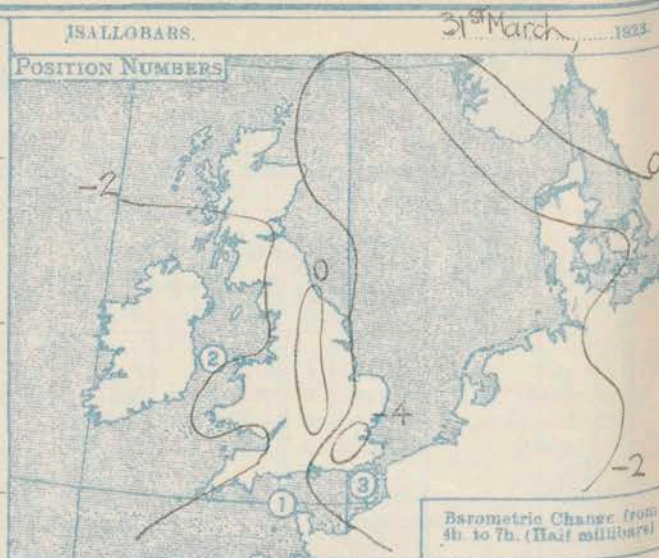 ISALLOBARS.
31ST March, 1923.
POSITION NUMBERS
-2
0
0
2
-4
1
3
-2
Barometric Change from
4h. to 7h. (Half millibars)